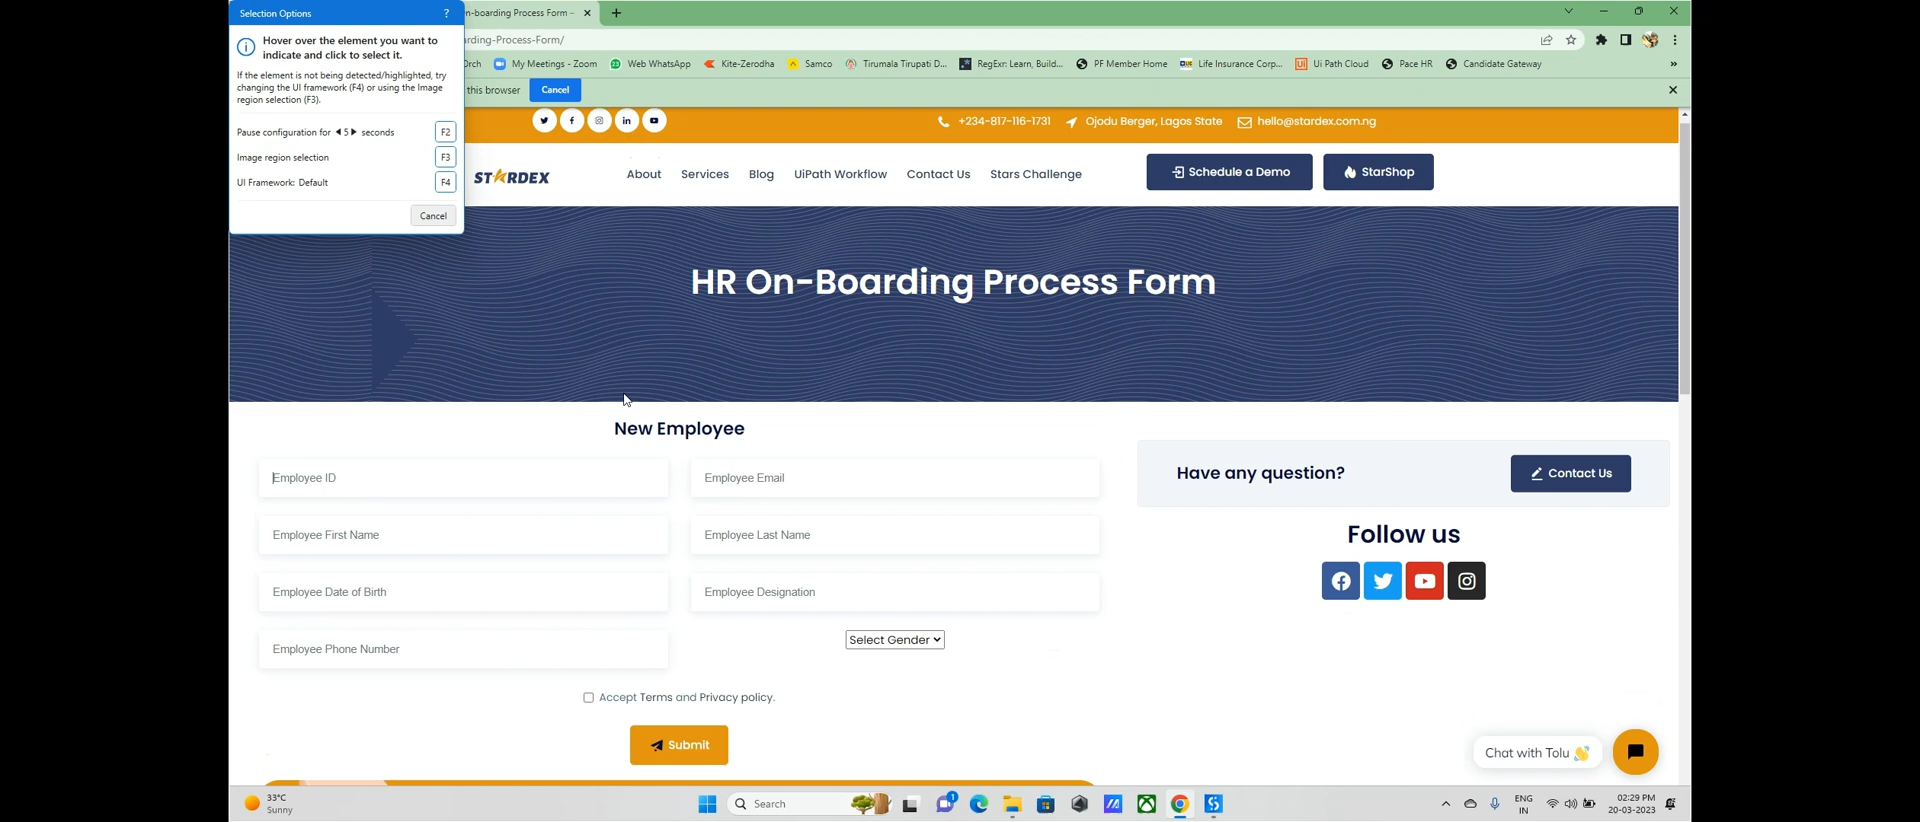 Selection Options
?
Hover over the element you want to
indicate and click to select it.
If the element is not being detected/highlighted, try
changing the UI framework (F4) or using the Image
region selection (F3).
Pause configuration for 5 seconds
F2
Image region selection
F3
UI Framework: Default
F4
Cancel
n-boarding Process Form –
arding-Process-Form/
Orch
My Meetings - Zoom
Web WhatsApp
Kite-Zerodha
Samco
Tirumala Tirupati D...
RegExr: Learn, Build...
PF Member Home
Life Insurance Corp...
Ui Path Cloud
Pace HR
Candidate Gateway
»
this browser
Cancel
+234-817-116-1731
Ojodu Berger, Lagos State
hello@stardex.com.ng
STARDEX
About
Services
Blog
UiPath Workflow
Contact Us
Stars Challenge
Schedule a Demo
StarShop
HR On-Boarding Process Form
New Employee
Employee ID
Employee Email
Employee First Name
Employee Last Name
Employee Date of Birth
Employee Designation
Employee Phone Number
Select Gender
Accept Terms and Privacy policy.
Submit
Have any question?
Contact Us
Follow us
Chat with Tolu 👋
33°C
Sunny
Search
1
ENG
IN
02:29 PM
20-03-2023